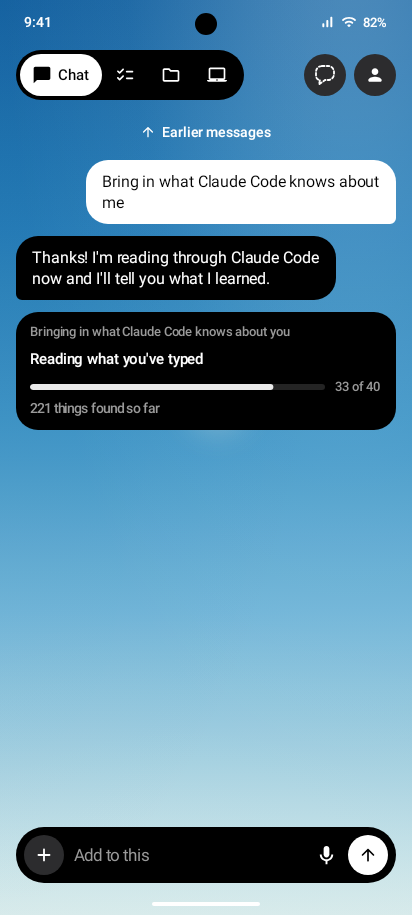 9:41
82%
Chat
Earlier messages
Bring in what Claude Code knows about
me
Thanks! I'm reading through Claude Code
now and I'll tell you what I learned.
Bringing in what Claude Code knows about you
Reading what you've typed
33 of 40
221 things found so far
Add to this